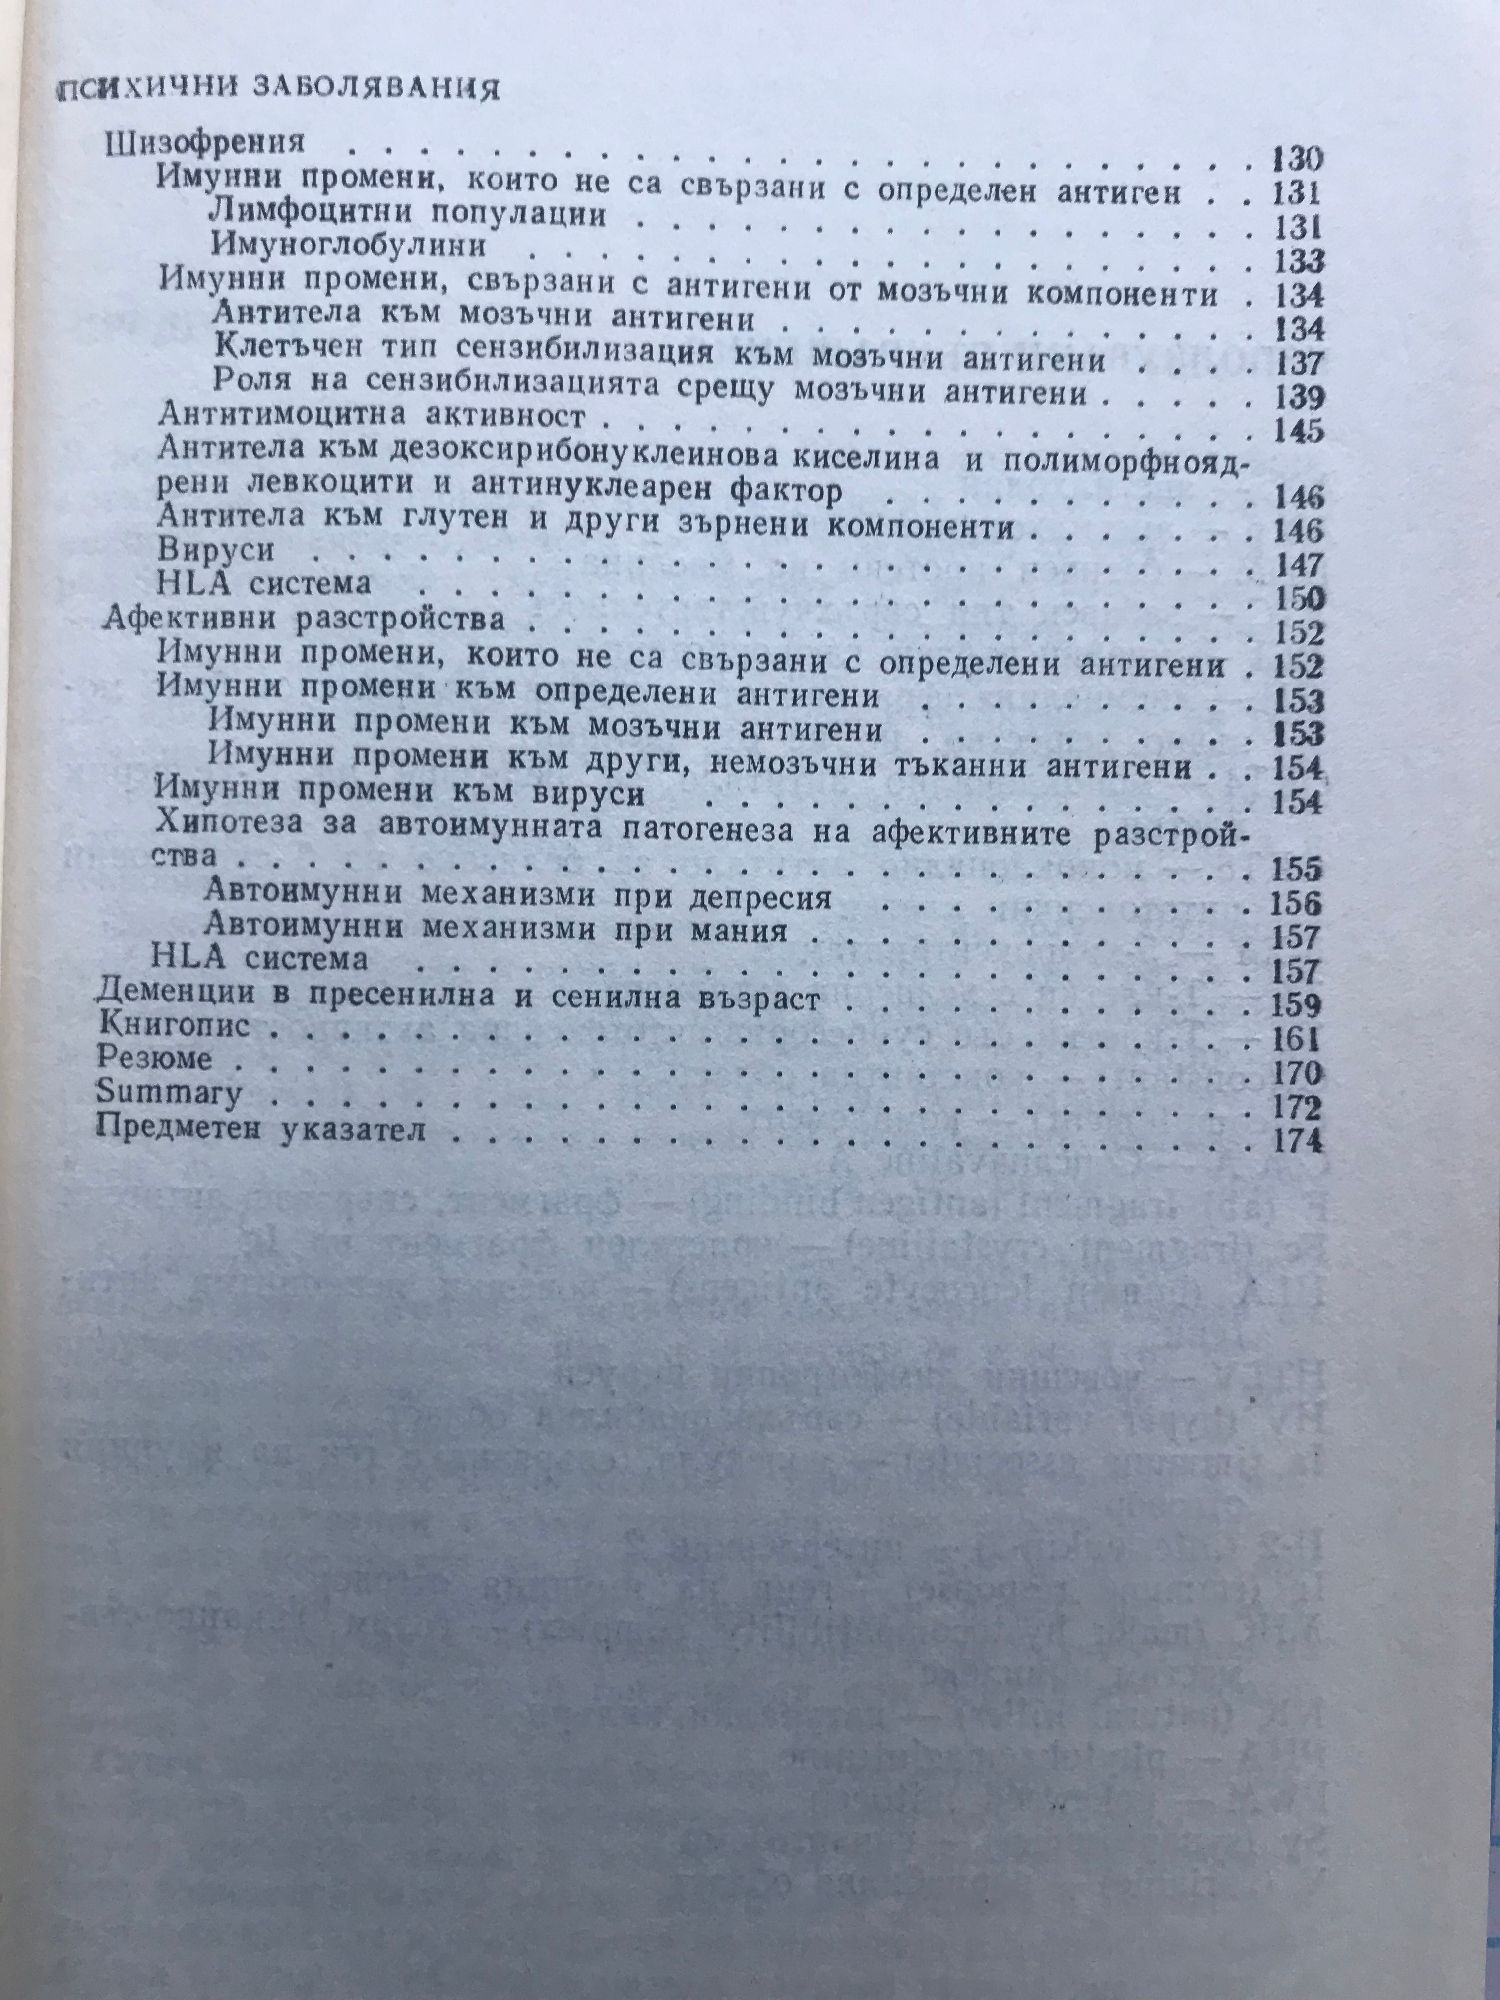 ПСИХИЧНИ ЗАБОЛЯВАНИЯ
Шизофрения . . . . . . . . . . . . . . . . . . . . . . . . . . 130
Имунни промени, които не са свързани с определен антиген . . 131
Лимфоцитни популации . . . . . . . . . . . . . . . . . . 131
Имуноглобулини . . . . . . . . . . . . . . . . . . . . . 133
Имунни промени, свързани с антигени от мозъчни компоненти . 134
Антитела към мозъчни антигени . . . . . . . . . . . . . . 134
Клетъчен тип сензибилизация към мозъчни антигени . . . . 137
Роля на сензибилизацията срещу мозъчни антигени . . . . . 139
Антитимоцитна активност . . . . . . . . . . . . . . . . . . . 145
Антитела към дезоксирибонуклеинова киселина и полиморфнояд-
рени левкоцити и антинуклеарен фактор . . . . . . . . . . . 146
Антитела към глутен и други зърнени компоненти . . . . . . . 146
Вируси . . . . . . . . . . . . . . . . . . . . . . . . . . . 147
HLA система . . . . . . . . . . . . . . . . . . . . . . . . 150
Афективни разстройства . . . . . . . . . . . . . . . . . . . . . 152
Имунни промени, които не са свързани с определени антигени . 152
Имунни промени към определени антигени . . . . . . . . . . 153
Имунни промени към мозъчни антигени . . . . . . . . . . 153
Имунни промени към други, немозъчни тъканни антигени . . 154
Имунни промени към вируси . . . . . . . . . . . . . . . . 154
Хипотеза за автоимунната патогенеза на афективните разстрой-
ства . . . . . . . . . . . . . . . . . . . . . . . . . . . . . 155
Автоимунни механизми при депресия . . . . . . . . . . . 156
Автоимунни механизми при мания . . . . . . . . . . . . . 157
HLA система . . . . . . . . . . . . . . . . . . . . . . . . 157
Деменции в пресенилна и сенилна възраст . . . . . . . . . . . . 159
Книгопис . . . . . . . . . . . . . . . . . . . . . . . . . . . . 161
Резюме . . . . . . . . . . . . . . . . . . . . . . . . . . . . . 170
Summary . . . . . . . . . . . . . . . . . . . . . . . . . . . . 172
Предметен указател . . . . . . . . . . . . . . . . . . . . . . . 174